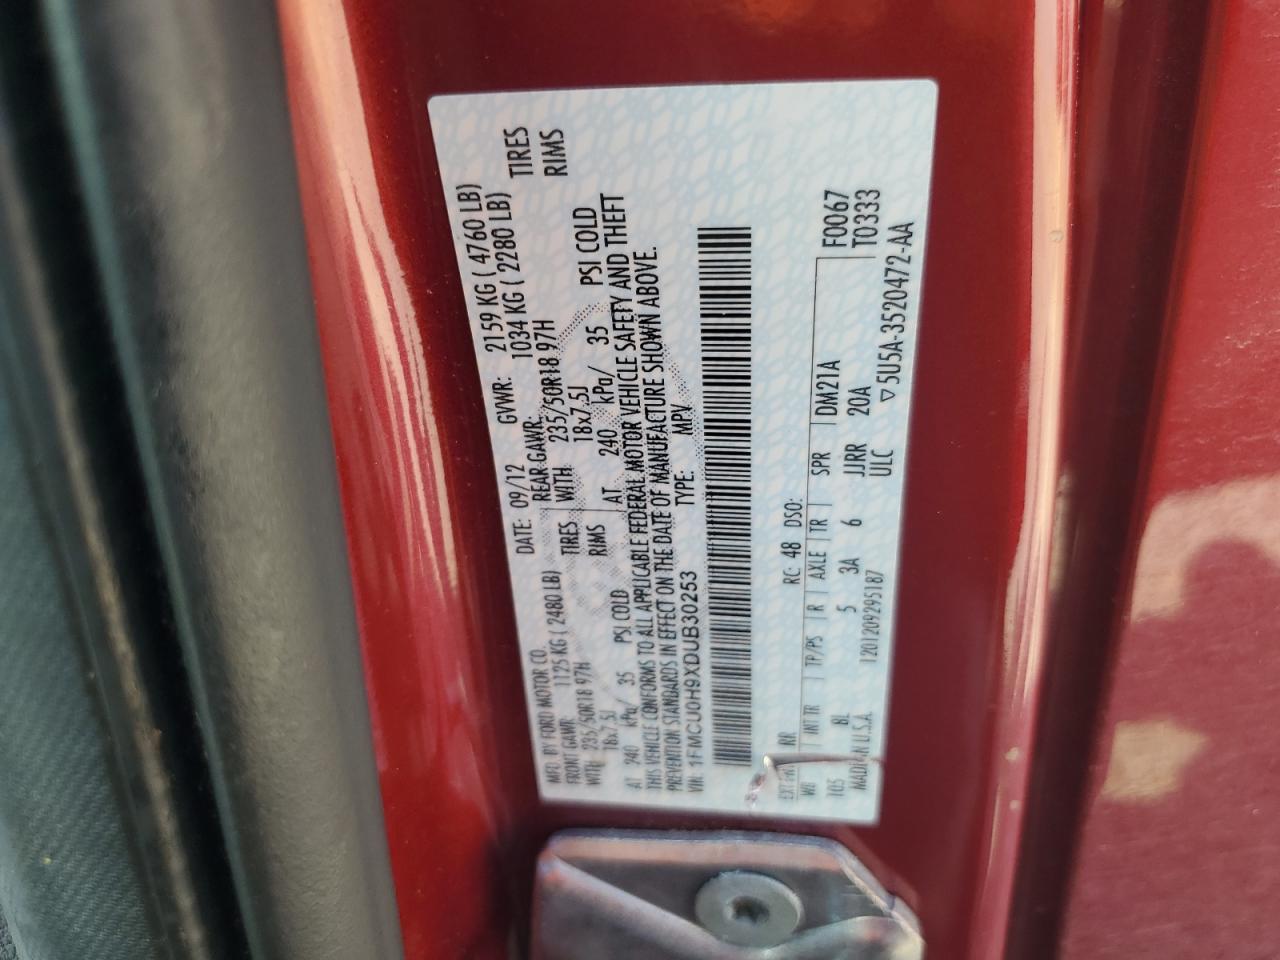 MFD. BY FORD MOTOR CO. DATE: 09/12 GVWR: 2159 KG ( 4760 LB)
FRONT GAWR: 1125 KG ( 2480 LB) REAR GAWR: 1034 KG ( 2280 LB)
WITH 235/50R18 97H TIRES WITH 235/50R18 97H TIRES
18x7.5J RIMS 18x7.5J RIMS
AT 240 kPa/ 35 PSI COLD AT 240 kPa/ 35 PSI COLD
THIS VEHICLE CONFORMS TO ALL APPLICABLE FEDERAL MOTOR VEHICLE SAFETY AND THEFT
PREVENTION STANDARDS IN EFFECT ON THE DATE OF MANUFACTURE SHOWN ABOVE.
VIN: 1FMCU0H9XDUB30253 TYPE: MPV
RR RC: 48 DSO:
WB INT TR TP/PS R AXLE TR SPR DM21A F0067
105 BL 5 3A 6 JJRR 20A T0333
MADE IN U.S.A. 1201209295187 ULC ▽5U5A-3520472-AA